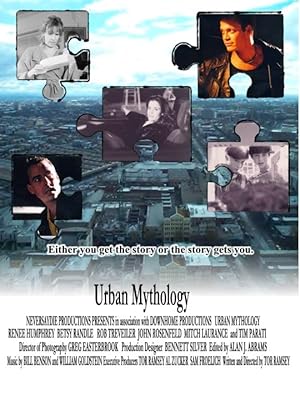 Either you get the story or the story gets you.
Urban Mythology
NEVERSAYDIE PRODUCTIONS PRESENTS in association with DOWNHOME PRODUCTIONS URBAN MYTHOLOGY
RENEE HUMPHREY BETSY RANDLE ROB TREVEILER JOHN ROSENFELD MITCH LAURANCE and TIM PARATI
Director of Photography GREG EASTERBROOK Production Designer BENNETT SILVER Edited by ALAN J. ABRAMS
Music by BILL BENSON and WILLIAM GOLDSTEIN Executive Producers TOR RAMSEY AL ZUCKER SAM FROELICH Written and Directed by TOR RAMSEY